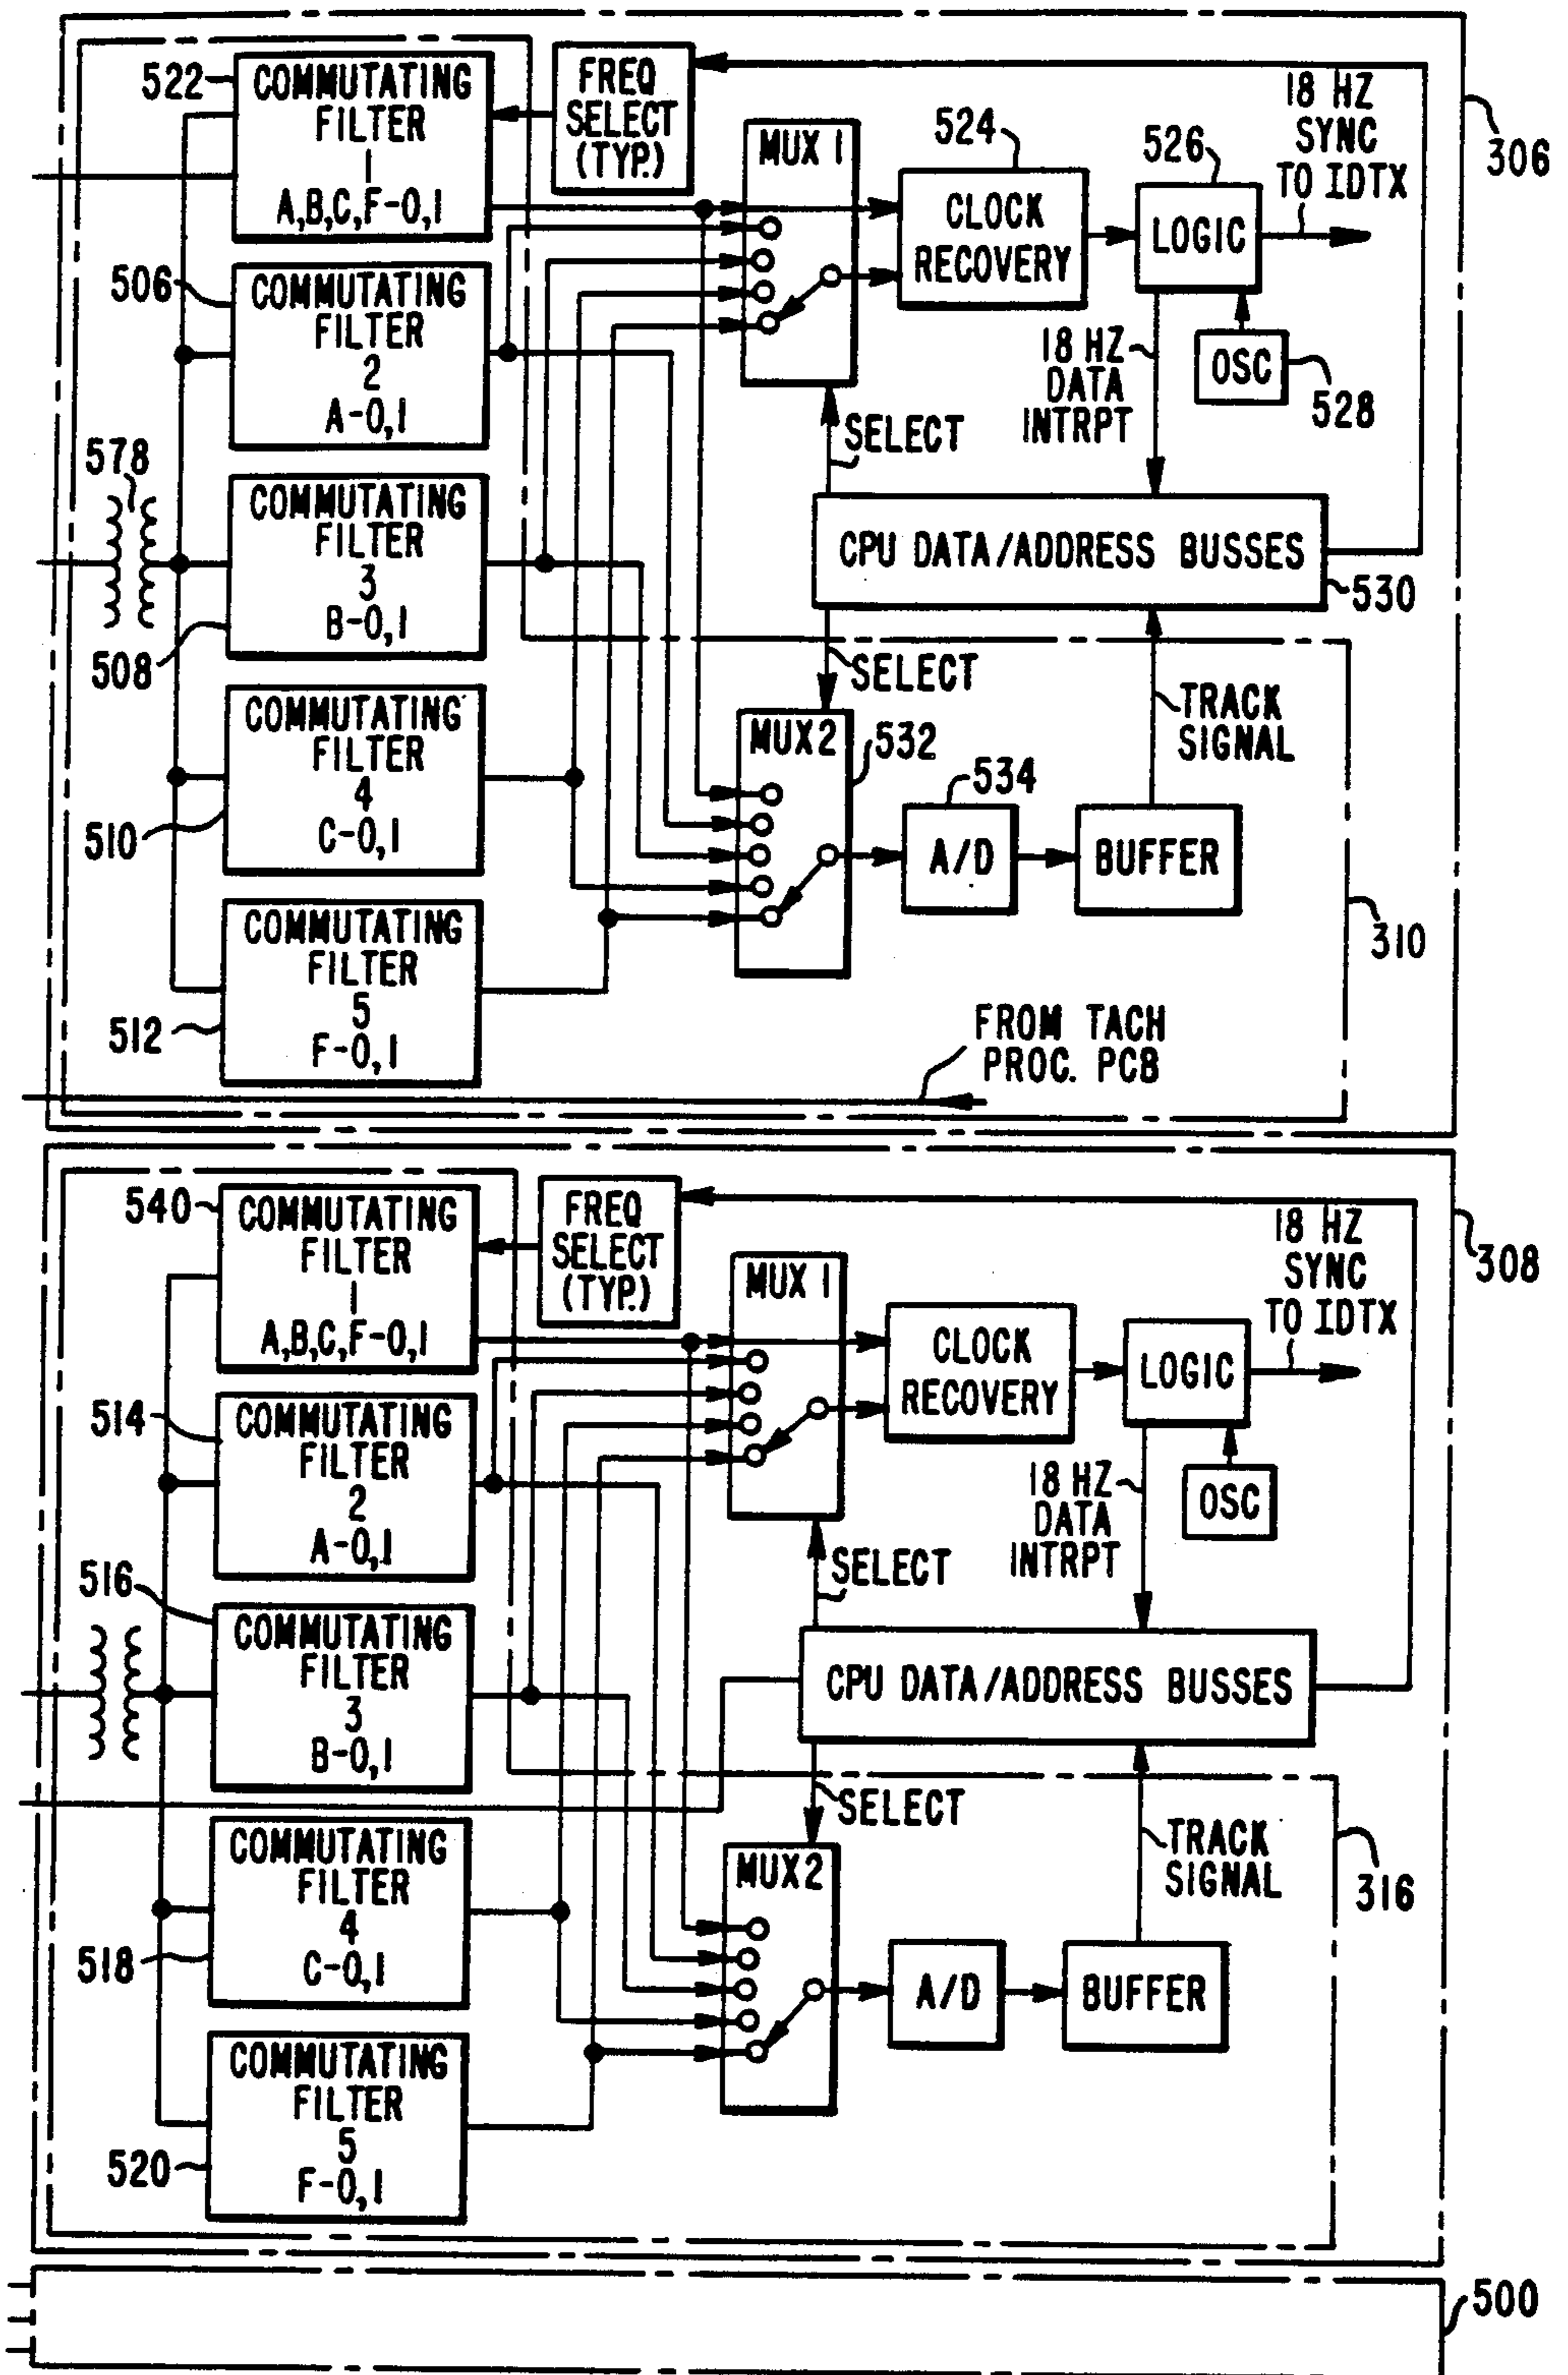 522
COMMUTATING
FILTER
1
A,B,C,F-0,1
FREQ
SELECT
(TYP.)
MUX 1
524
CLOCK
RECOVERY
526
LOGIC
18 HZ
SYNC
TO IDTX
306
506
COMMUTATING
FILTER
2
A-0,1
18 HZ
DATA
INTRPT
OSC
528
SELECT
578
COMMUTATING
FILTER
3
B-0,1
508
CPU DATA/ADDRESS BUSSES
530
SELECT
TRACK
SIGNAL
COMMUTATING
FILTER
4
C-0,1
510
MUX2
532
534
A/D
BUFFER
310
COMMUTATING
FILTER
5
F-0,1
512
FROM TACH
PROC. PCB
540
COMMUTATING
FILTER
1
A,B,C,F-0,1
FREQ
SELECT
(TYP.)
MUX 1
CLOCK
RECOVERY
LOGIC
18 HZ
SYNC
TO IDTX
308
514
COMMUTATING
FILTER
2
A-0,1
18 HZ
DATA
INTRPT
OSC
SELECT
516
COMMUTATING
FILTER
3
B-0,1
CPU DATA/ADDRESS BUSSES
SELECT
TRACK
SIGNAL
316
COMMUTATING
FILTER
4
C-0,1
518
MUX2
A/D
BUFFER
COMMUTATING
FILTER
5
F-0,1
520
500